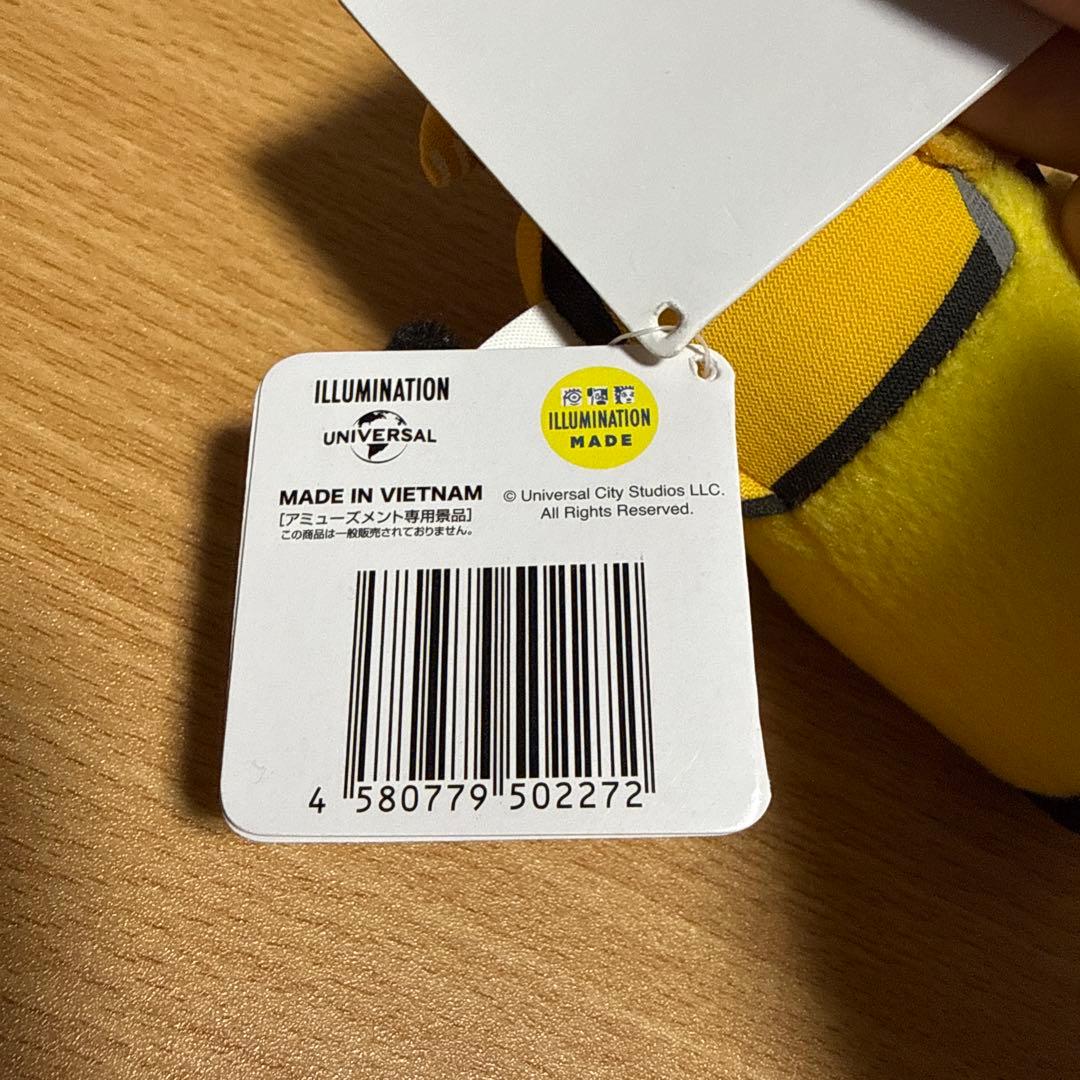 ILLUMINATION
UNIVERSAL
ILLUMINATION
MADE
MADE IN VIETNAM
[アミューズメント専用景品]
この商品は一般販売されておりません。
© Universal City Studios LLC.
All Rights Reserved.
4 580779 502272